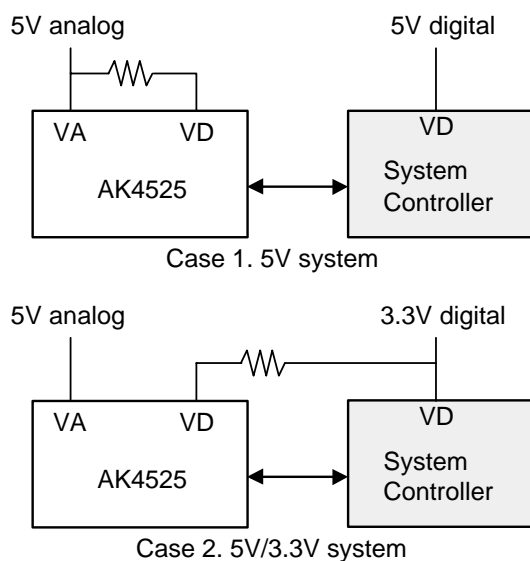 5V analog
5V digital
VA
VD
VD
AK4525
System
Controller
Case 1. 5V system
5V analog
3.3V digital
VA
VD
VD
AK4525
System
Controller
Case 2. 5V/3.3V system